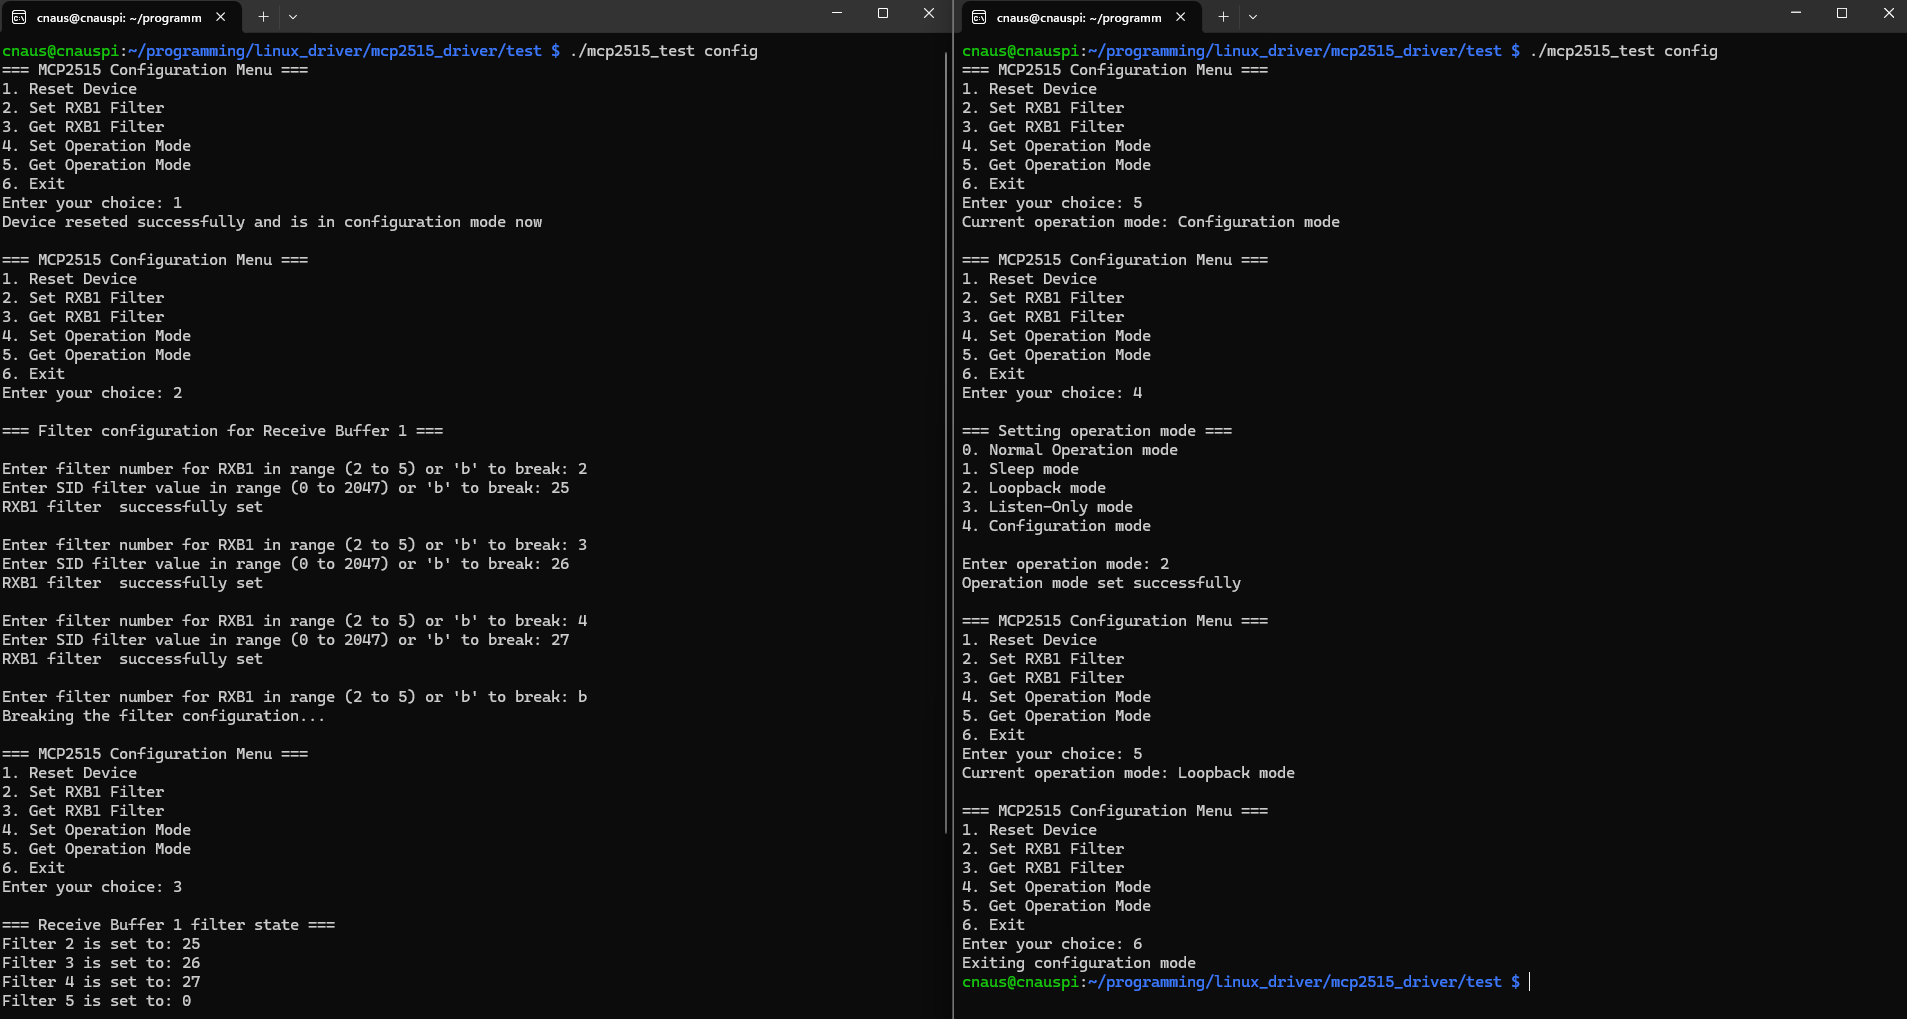 cnaus@cnauspi: ~/programm
cnaus@cnauspi:~/programming/linux_driver/mcp2515_driver/test $ ./mcp2515_test config
=== MCP2515 Configuration Menu ===
1. Reset Device
2. Set RXB1 Filter
3. Get RXB1 Filter
4. Set Operation Mode
5. Get Operation Mode
6. Exit
Enter your choice: 1
Device reseted successfully and is in configuration mode now

=== MCP2515 Configuration Menu ===
1. Reset Device
2. Set RXB1 Filter
3. Get RXB1 Filter
4. Set Operation Mode
5. Get Operation Mode
6. Exit
Enter your choice: 2

=== Filter configuration for Receive Buffer 1 ===

Enter filter number for RXB1 in range (2 to 5) or 'b' to break: 2
Enter SID filter value in range (0 to 2047) or 'b' to break: 25
RXB1 filter  successfully set

Enter filter number for RXB1 in range (2 to 5) or 'b' to break: 3
Enter SID filter value in range (0 to 2047) or 'b' to break: 26
RXB1 filter  successfully set

Enter filter number for RXB1 in range (2 to 5) or 'b' to break: 4
Enter SID filter value in range (0 to 2047) or 'b' to break: 27
RXB1 filter  successfully set

Enter filter number for RXB1 in range (2 to 5) or 'b' to break: b
Breaking the filter configuration...

=== MCP2515 Configuration Menu ===
1. Reset Device
2. Set RXB1 Filter
3. Get RXB1 Filter
4. Set Operation Mode
5. Get Operation Mode
6. Exit
Enter your choice: 3

=== Receive Buffer 1 filter state ===
Filter 2 is set to: 25
Filter 3 is set to: 26
Filter 4 is set to: 27
Filter 5 is set to: 0

cnaus@cnauspi: ~/programm
cnaus@cnauspi:~/programming/linux_driver/mcp2515_driver/test $ ./mcp2515_test config
=== MCP2515 Configuration Menu ===
1. Reset Device
2. Set RXB1 Filter
3. Get RXB1 Filter
4. Set Operation Mode
5. Get Operation Mode
6. Exit
Enter your choice: 5
Current operation mode: Configuration mode

=== MCP2515 Configuration Menu ===
1. Reset Device
2. Set RXB1 Filter
3. Get RXB1 Filter
4. Set Operation Mode
5. Get Operation Mode
6. Exit
Enter your choice: 4

=== Setting operation mode ===
0. Normal Operation mode
1. Sleep mode
2. Loopback mode
3. Listen-Only mode
4. Configuration mode

Enter operation mode: 2
Operation mode set successfully

=== MCP2515 Configuration Menu ===
1. Reset Device
2. Set RXB1 Filter
3. Get RXB1 Filter
4. Set Operation Mode
5. Get Operation Mode
6. Exit
Enter your choice: 5
Current operation mode: Loopback mode

=== MCP2515 Configuration Menu ===
1. Reset Device
2. Set RXB1 Filter
3. Get RXB1 Filter
4. Set Operation Mode
5. Get Operation Mode
6. Exit
Enter your choice: 6
Exiting configuration mode
cnaus@cnauspi:~/programming/linux_driver/mcp2515_driver/test $